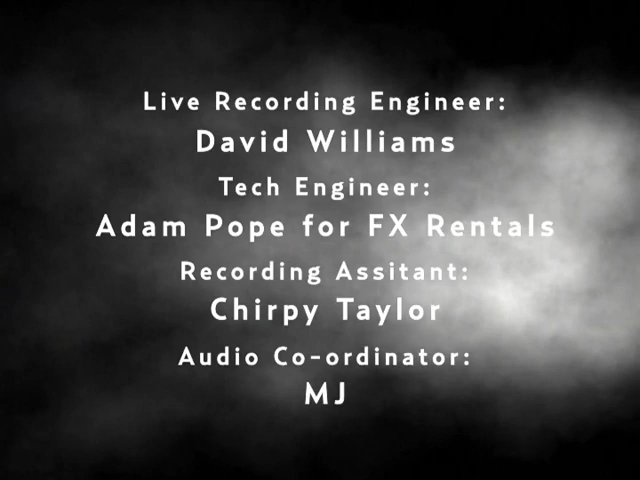 Live Recording Engineer:
David Williams
Tech Engineer:
Adam Pope for FX Rentals
Recording Assitant:
Chirpy Taylor
Audio Co-ordinator:
MJ